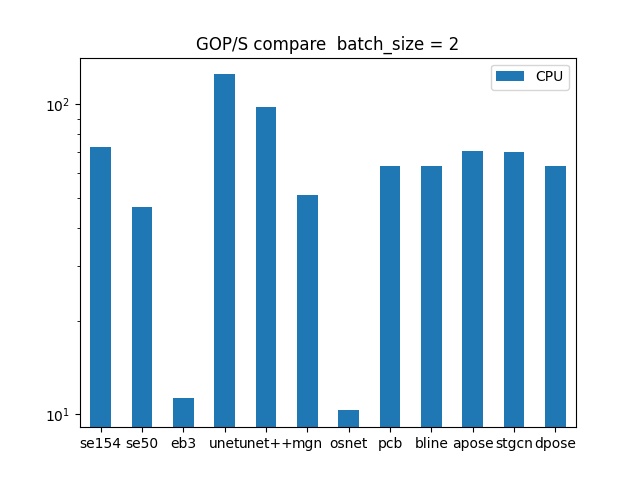 GOP/S compare  batch_size = 2
CPU
10²
10¹
se154 se50 eb3 unet unet++ mgn osnet pcb bline apose stgcn dpose